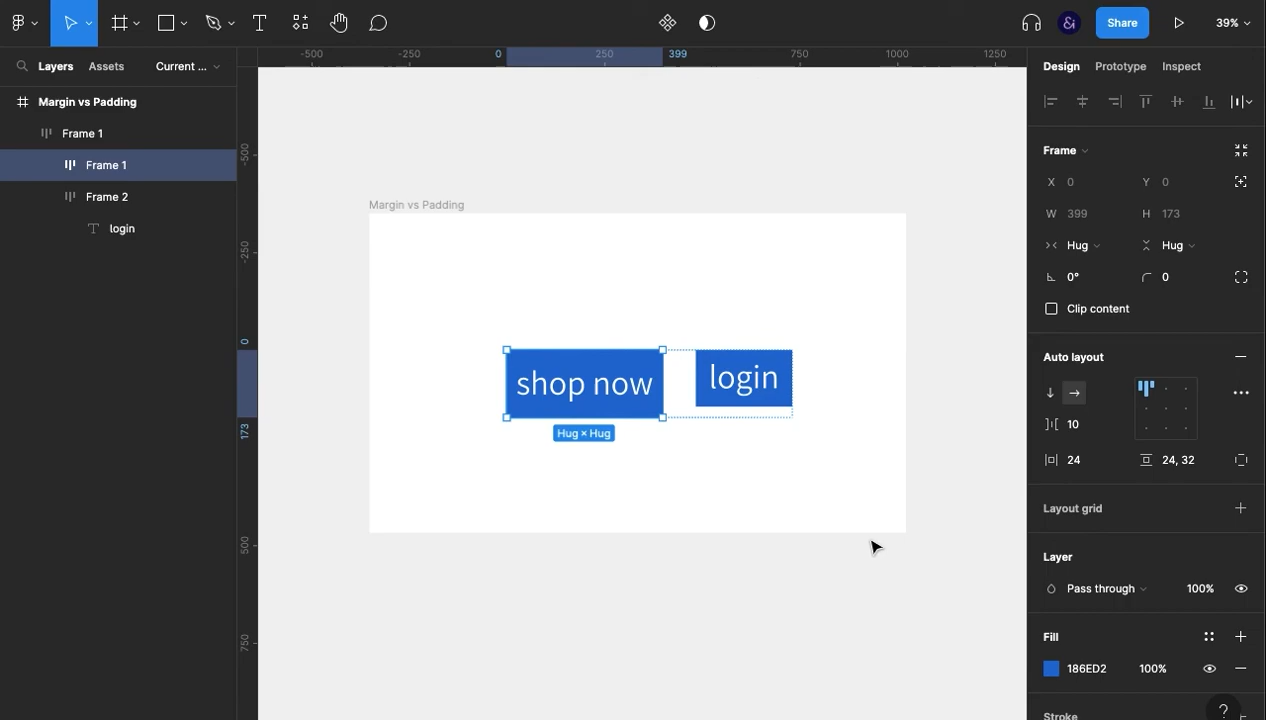 Share
39%
Layers Assets Current ...
-500 -250 0 250 399 750 1000 1250
Design Prototype Inspect
Margin vs Padding
Frame 1
Frame 1
Frame 2
login
-250
-500
0
173
500
750
-250
Margin vs Padding
shop now
login
Hug × Hug
Frame
X 0 Y 0
W 399 H 173
Hug Hug
0° 0
Clip content
Auto layout
10
24 24, 32
Layout grid
Layer
Pass through 100%
Fill
186ED2 100%
Stroke
?